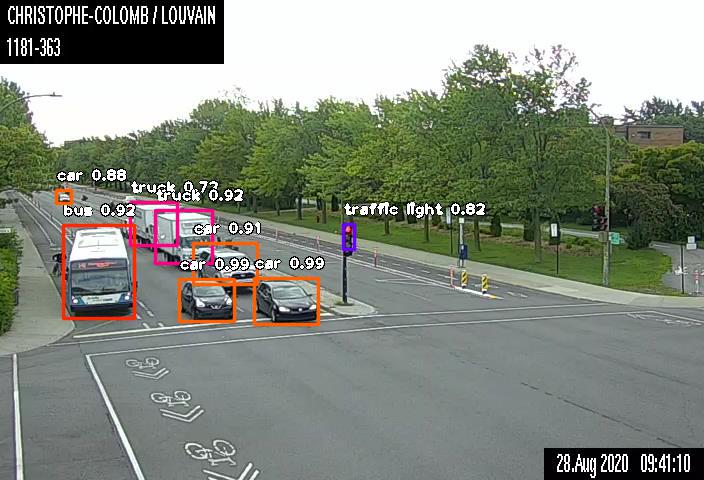 CHRISTOPHE-COLOMB / LOUVAIN
1181-363
car 0.88
truck 0.73
truck 0.92
bus 0.92
traffic light 0.82
car 0.91
car 0.99
car 0.99
28.Aug 2020 09:41:10